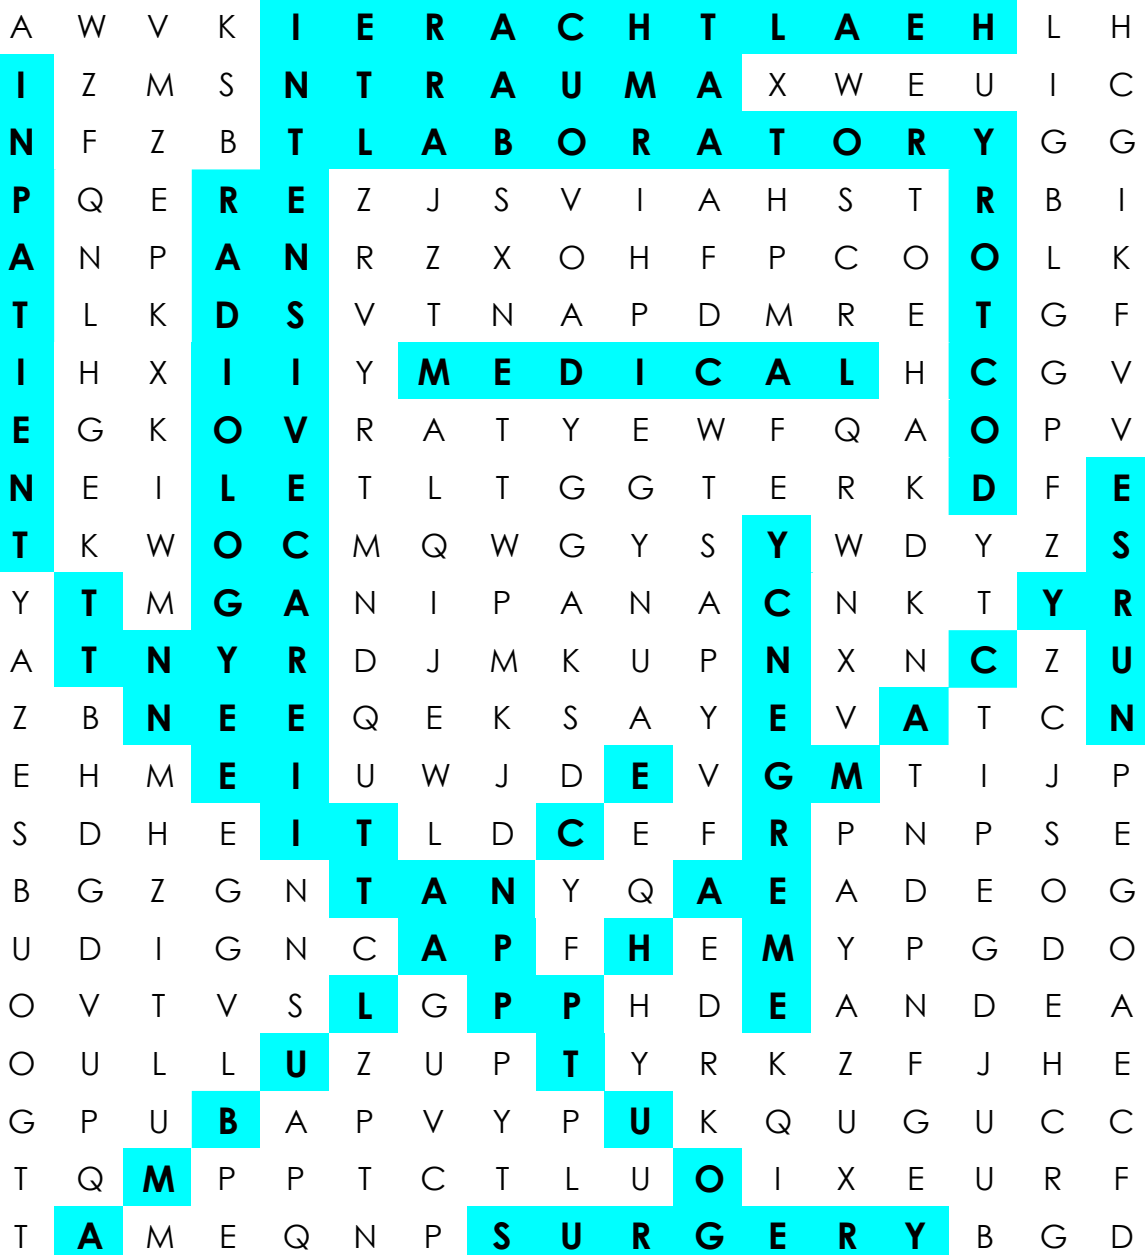 A W V K I E R A C H T L A E H L H
I Z M S N T R A U M A X W E U I C
N F Z B T L A B O R A T O R Y G G
P Q E R E Z J S V I A H S T R B I
A N P A N R Z X O H F P C O O L K
T L K D S V T N A P D M R E T G F
I H X I I Y M E D I C A L H C G V
E G K O V R A T Y E W F Q A O P V
N E I L E T L T G G T E R K D F E
T K W O C M Q W G Y S Y W D Y Z S
Y T M G A N I P A N A C N K T Y R
A T N Y R D J M K U P N X N C Z U
Z B N E E Q E K S A Y E V A T C N
E H M E I U W J D E V G M T I J P
S D H E I T L D C E F R P N P S E
B G Z G N T A N Y Q A E A D E O G
U D I G N C A P F H E M Y P G D O
O V T V S L G P P H D E A N D E A
O U L L U Z U P T Y R K Z F J H E
G P U B A P V Y P U K Q U G U C C
T Q M P P T C T L U O I X E U R F
T A M E Q N P S U R G E R Y B G D